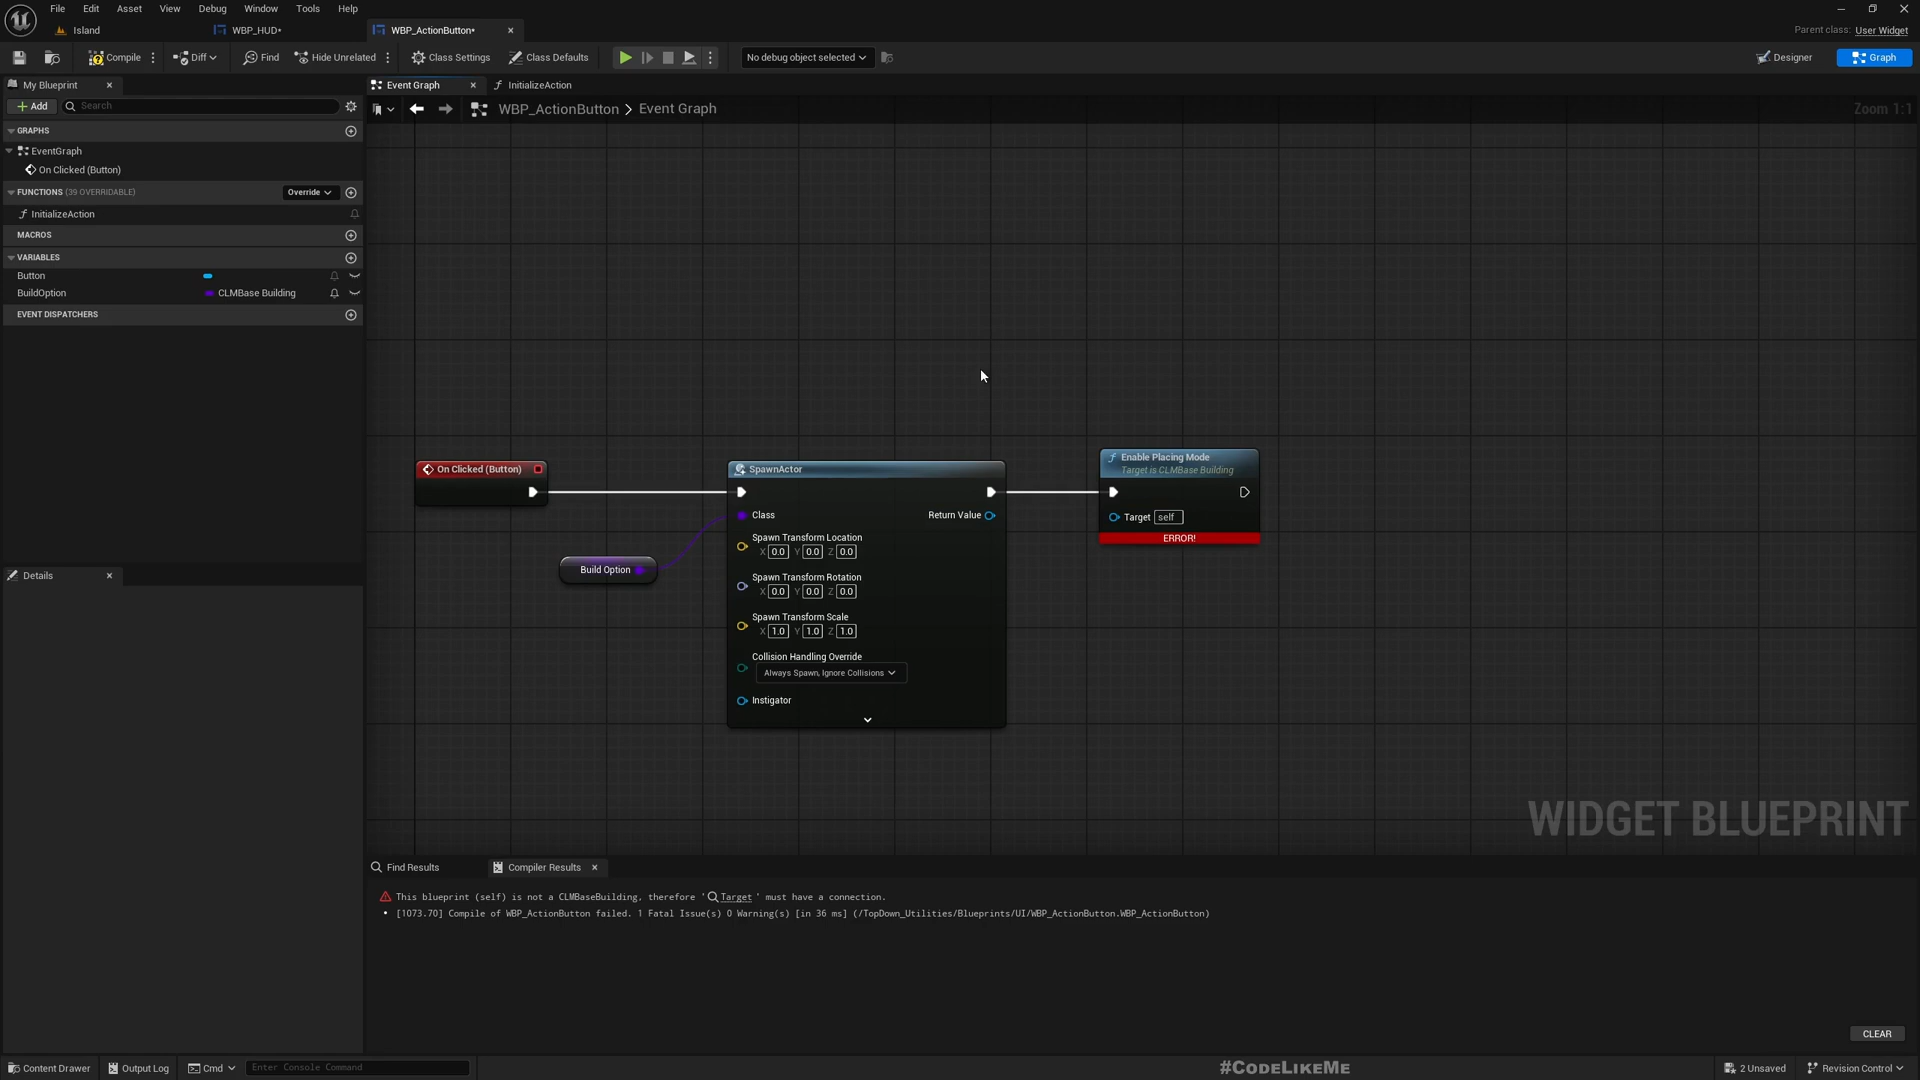 File Edit Asset View Debug Window Tools Help
Island
WBP_HUD*
WBP_ActionButton*
Parent class: User Widget
Compile
Diff
Find
Hide Unrelated
Class Settings
Class Defaults
No debug object selected
Designer
Graph
My Blueprint
Event Graph
InitializeAction
Add
Search
WBP_ActionButton > Event Graph
Zoom 1:1
GRAPHS
EventGraph
On Clicked (Button)
FUNCTIONS (39 OVERRIDABLE)
Override
InitializeAction
MACROS
VARIABLES
Button
BuildOption
CLMBase Building
EVENT DISPATCHERS
On Clicked (Button)
SpawnActor
Class
Return Value
Spawn Transform Location
X 0.0 Y 0.0 Z 0.0
Spawn Transform Rotation
X 0.0 Y 0.0 Z 0.0
Spawn Transform Scale
X 1.0 Y 1.0 Z 1.0
Collision Handling Override
Always Spawn, Ignore Collisions
Instigator
Build Option
Enable Placing Mode
Target is CLMBase Building
Target self
ERROR!
Details
WIDGET BLUEPRINT
Find Results
Compiler Results
This blueprint (self) is not a CLMBaseBuilding, therefore ' Target ' must have a connection.
[1073.70] Compile of WBP_ActionButton failed. 1 Fatal Issue(s) 0 Warning(s) [in 36 ms] (/TopDown_Utilities/Blueprints/UI/WBP_ActionButton.WBP_ActionButton)
CLEAR
Content Drawer
Output Log
Cmd
Enter Console Command
#CODELIKEME
2 Unsaved
Revision Control